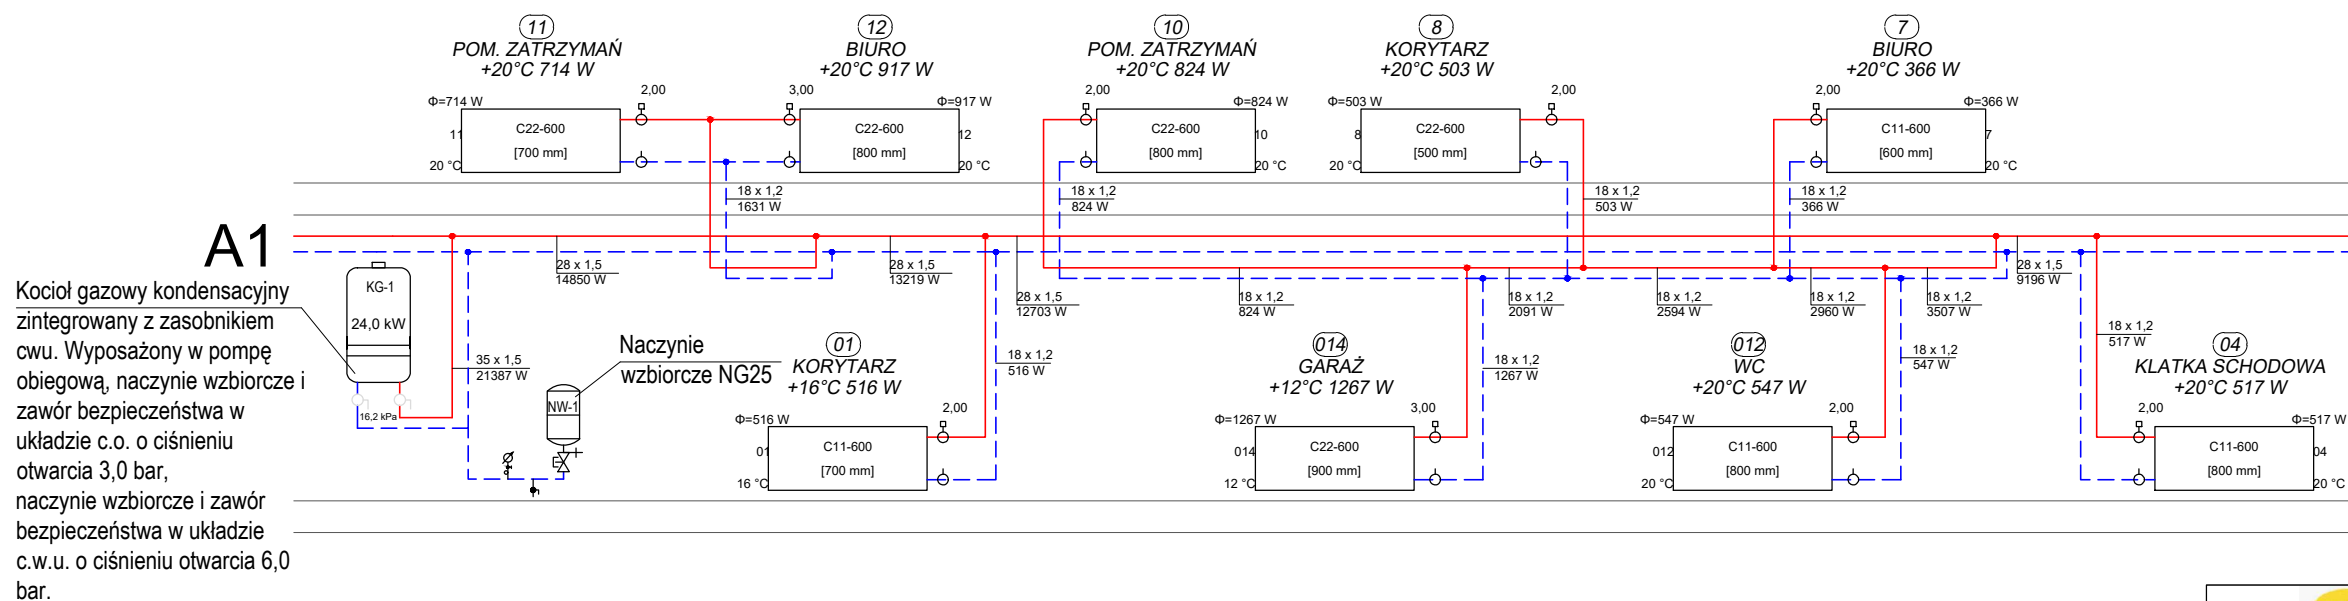 11
POM. ZATRZYMAŃ
+20°C 714 W
12
BIURO
+20°C 917 W
10
POM. ZATRZYMAŃ
+20°C 824 W
8
KORYTARZ
+20°C 503 W
7
BIURO
+20°C 366 W
Φ=714 W
2,00
11
C22-600
[700 mm]
20 °C
3,00
Φ=917 W
C22-600
[800 mm]
12
20 °C
2,00
Φ=824 W
C22-600
[800 mm]
10
20 °C
Φ=503 W
2,00
8
C22-600
[500 mm]
20 °C
2,00
Φ=366 W
C11-600
[600 mm]
7
20 °C
18 x 1,2
1631 W
18 x 1,2
824 W
18 x 1,2
503 W
18 x 1,2
366 W
A1
28 x 1,5
14850 W
28 x 1,5
13219 W
28 x 1,5
12703 W
18 x 1,2
824 W
18 x 1,2
2091 W
18 x 1,2
2594 W
18 x 1,2
2960 W
18 x 1,2
3507 W
28 x 1,5
9196 W
Kocioł gazowy kondensacyjny
zintegrowany z zasobnikiem
cwu. Wyposażony w pompę
obiegową, naczynie wzbiorcze i
zawór bezpieczeństwa w
układzie c.o. o ciśnieniu
otwarcia 3,0 bar,
naczynie wzbiorcze i zawór
bezpieczeństwa w układzie
c.w.u. o ciśnieniu otwarcia 6,0
bar.
KG-1
24,0 kW
16,2 kPa
35 x 1,5
21387 W
Naczynie
wzbiorcze NG25
NW-1
01
KORYTARZ
+16°C 516 W
18 x 1,2
516 W
Φ=516 W
2,00
01
C11-600
[700 mm]
16 °C
014
GARAŻ
+12°C 1267 W
18 x 1,2
1267 W
Φ=1267 W
3,00
014
C22-600
[900 mm]
12 °C
012
WC
+20°C 547 W
18 x 1,2
547 W
Φ=547 W
2,00
012
C11-600
[800 mm]
20 °C
18 x 1,2
517 W
04
KLATKA SCHODOWA
+20°C 517 W
2,00
Φ=517 W
C11-600
[800 mm]
04
20 °C